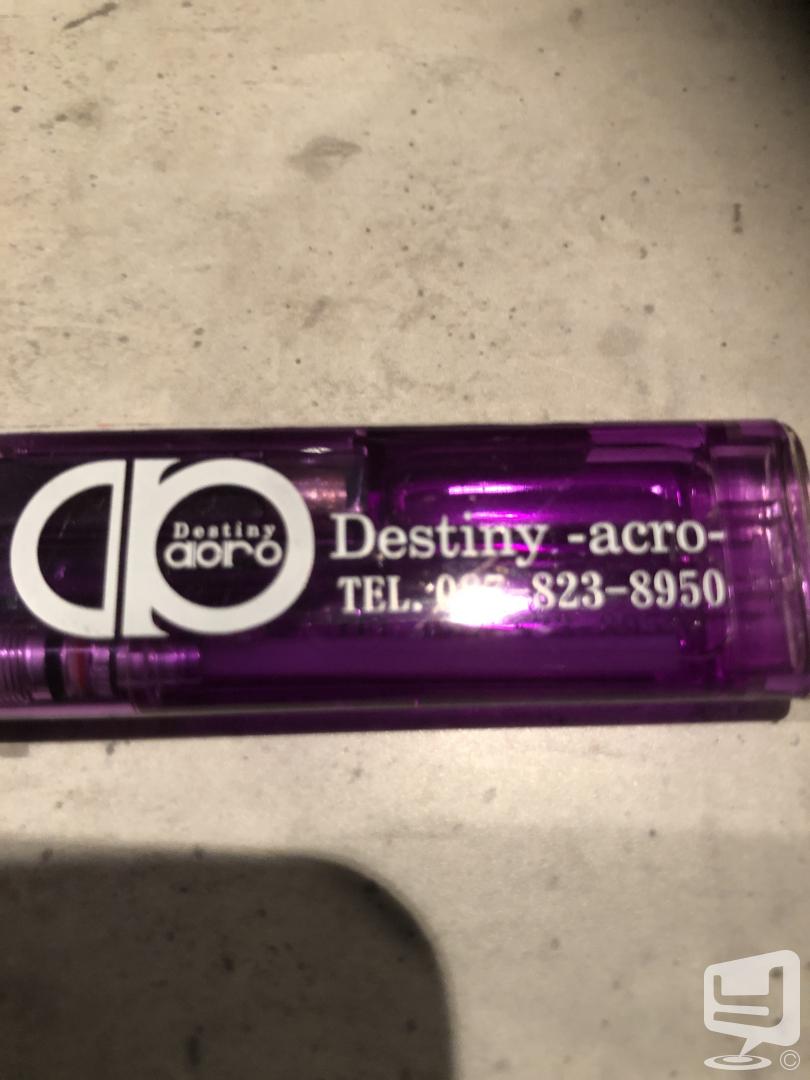 Destiny
acro
Destiny -acro-
TEL. 823-8950